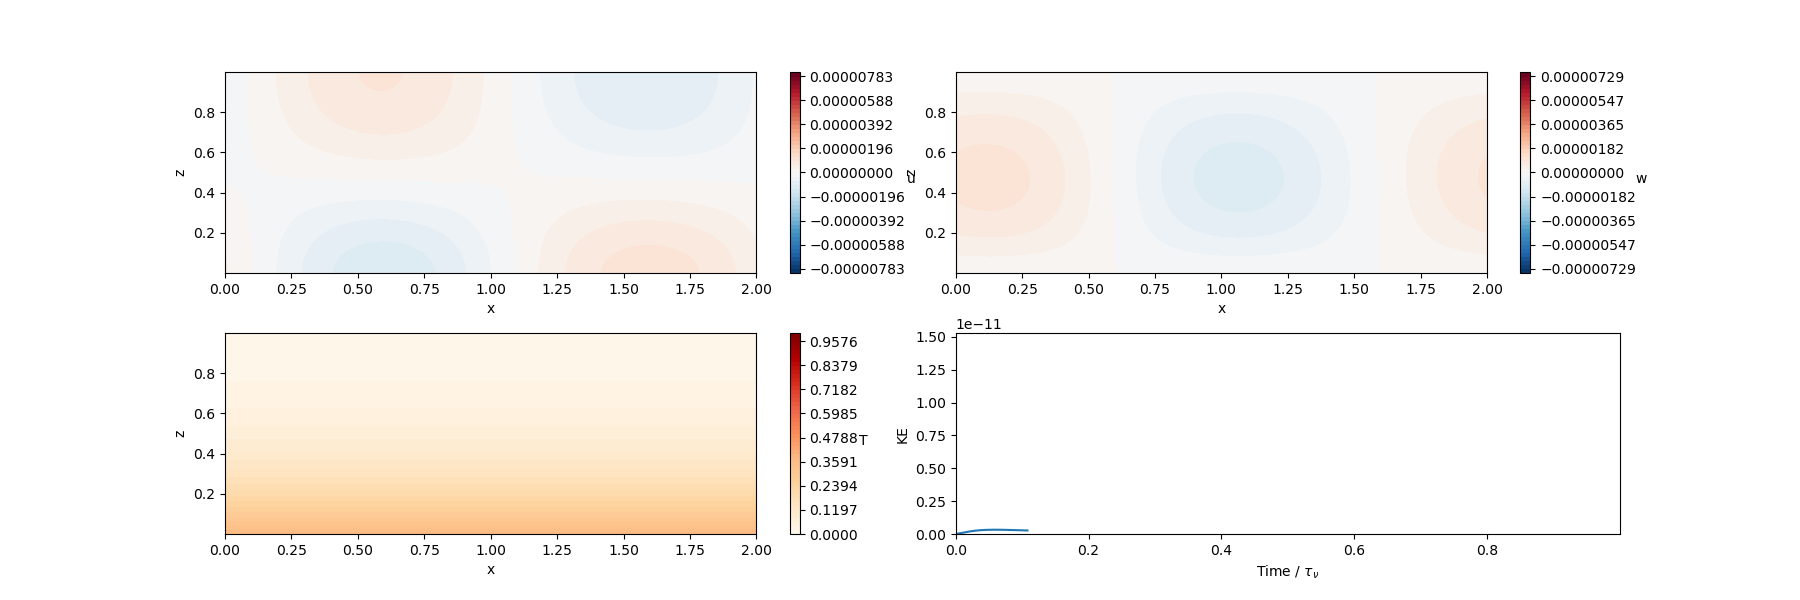 0.8
0.6
0.4
0.2
z
0.00 0.25 0.50 0.75 1.00 1.25 1.50 1.75 2.00
x
0.00000783
0.00000588
0.00000392
0.00000196
0.00000000
−0.00000196
−0.00000392
−0.00000588
−0.00000783
u
0.8
0.6
0.4
0.2
z
0.00 0.25 0.50 0.75 1.00 1.25 1.50 1.75 2.00
x
0.00000729
0.00000547
0.00000365
0.00000182
0.00000000
−0.00000182
−0.00000365
−0.00000547
−0.00000729
w
0.8
0.6
0.4
0.2
z
0.00 0.25 0.50 0.75 1.00 1.25 1.50 1.75 2.00
x
0.9576
0.8379
0.7182
0.5985
0.4788
0.3591
0.2394
0.1197
0.0000
T
1e−11
1.50
1.25
1.00
0.75
0.50
0.25
0.00
KE
0.0 0.2 0.4 0.6 0.8
Time / τν